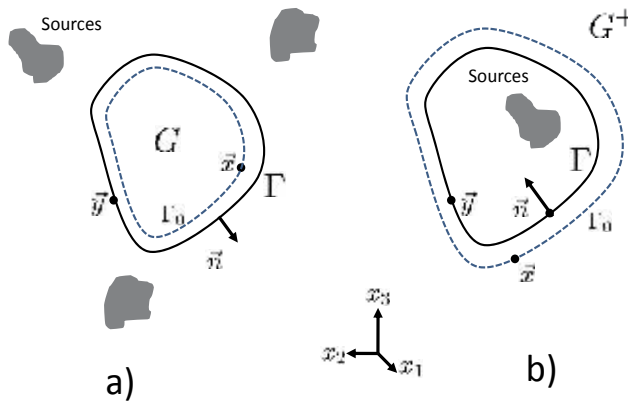 Sources
G
x⃗
Γ
y⃗
Γ₀
n⃗
a)
G⁺
Sources
Γ
y⃗
n⃗
Γ₀
x⃗
x₃
x₂
x₁
b)